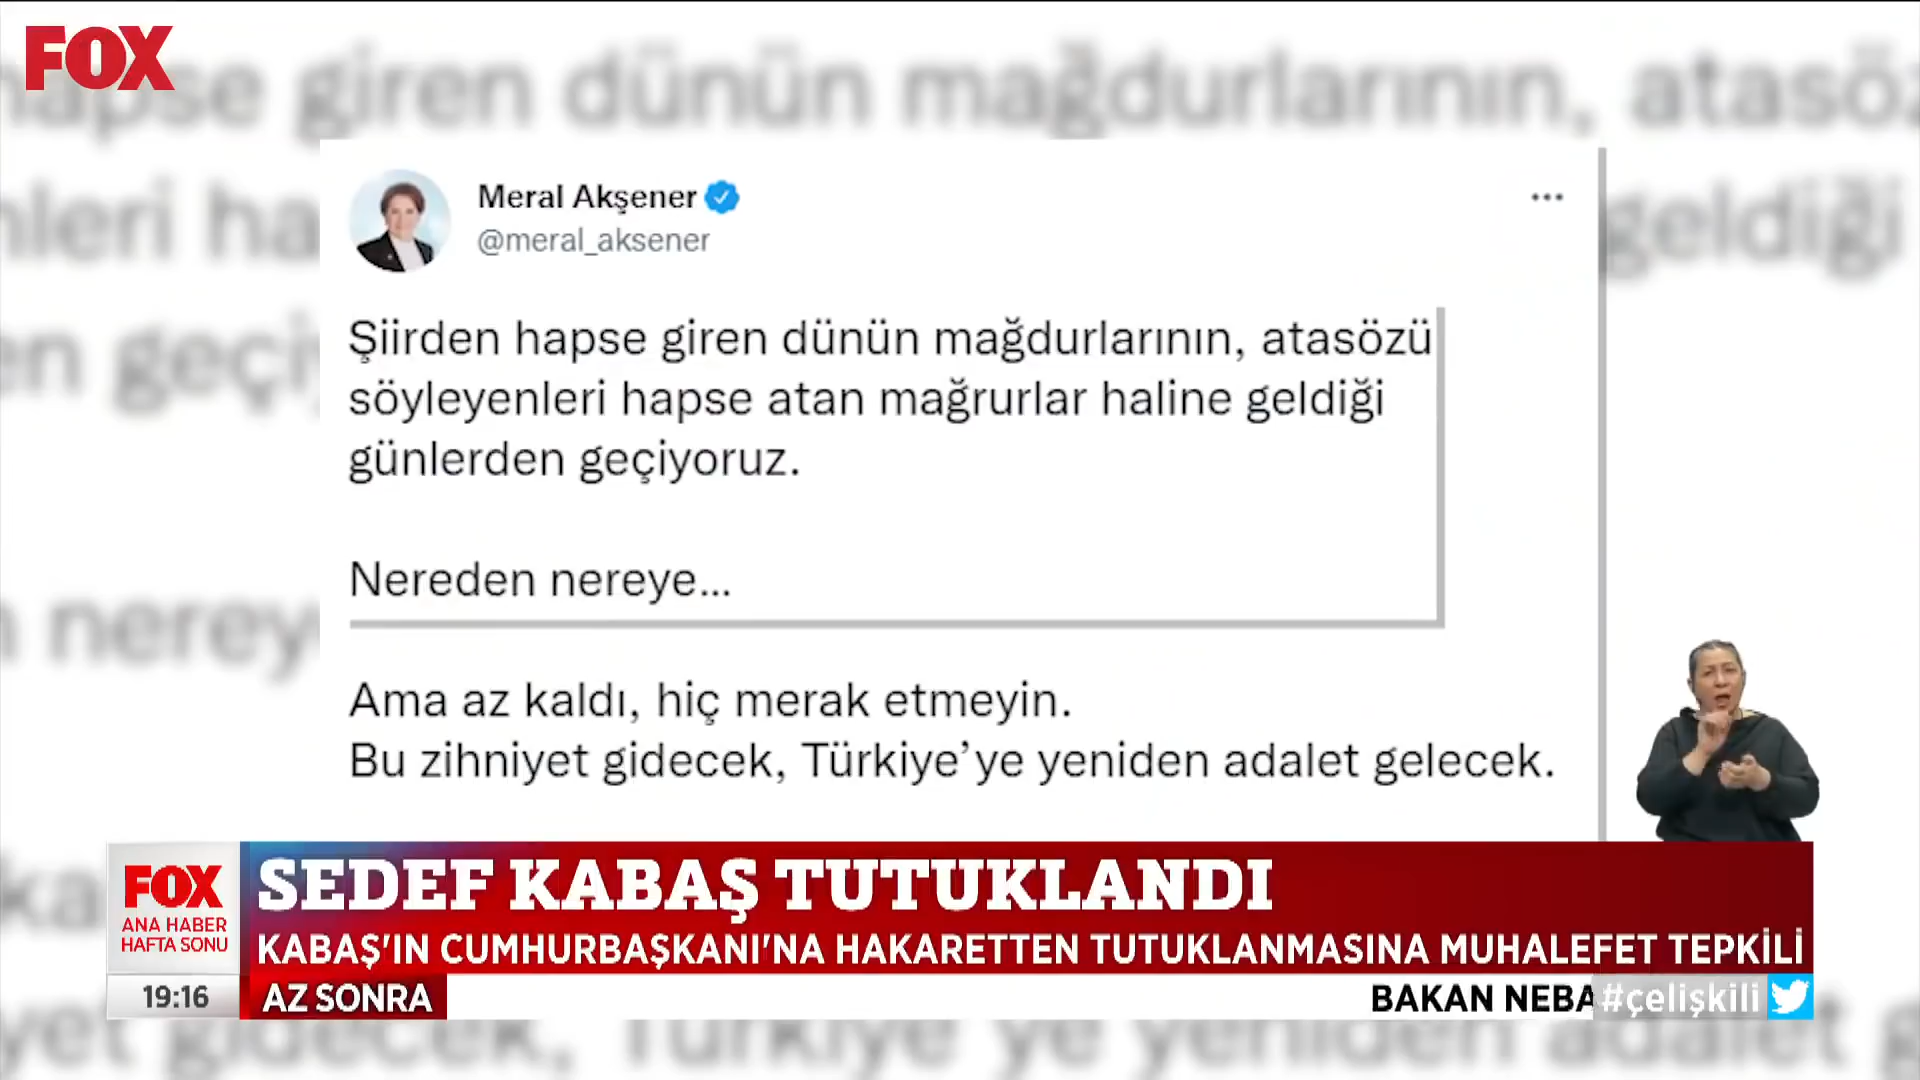 FOX
Meral Akşener
@meral_aksener
Şiirden hapse giren dünün mağdurlarının, atasözü
söyleyenleri hapse atan mağrurlar haline geldiği
günlerden geçiyoruz.
Nereden nereye...
Ama az kaldı, hiç merak etmeyin.
Bu zihniyet gidecek, Türkiye'ye yeniden adalet gelecek.
FOX
ANA HABER
HAFTA SONU
SEDEF KABAŞ TUTUKLANDI
KABAŞ'IN CUMHURBAŞKANI'NA HAKARETTEN TUTUKLANMASINA MUHALEFET TEPKİLİ
19:16
AZ SONRA
BAKAN NEBA
#çelişkili